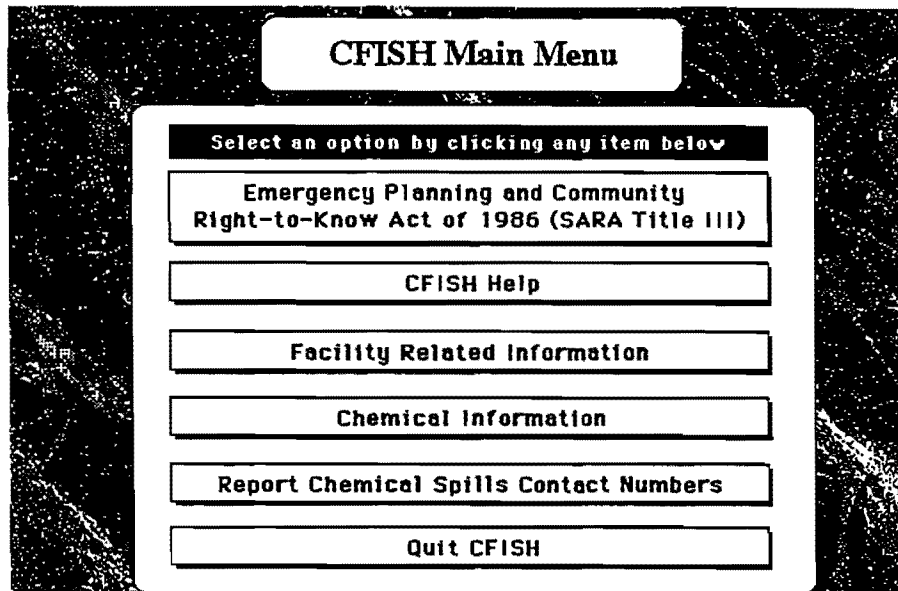 CFISH Main Menu
Select an option by clicking any item below
Emergency Planning and Community
Right-to-Know Act of 1986 (SARA Title III)
CFISH Help
Facility Related Information
Chemical Information
Report Chemical Spills Contact Numbers
Quit CFISH